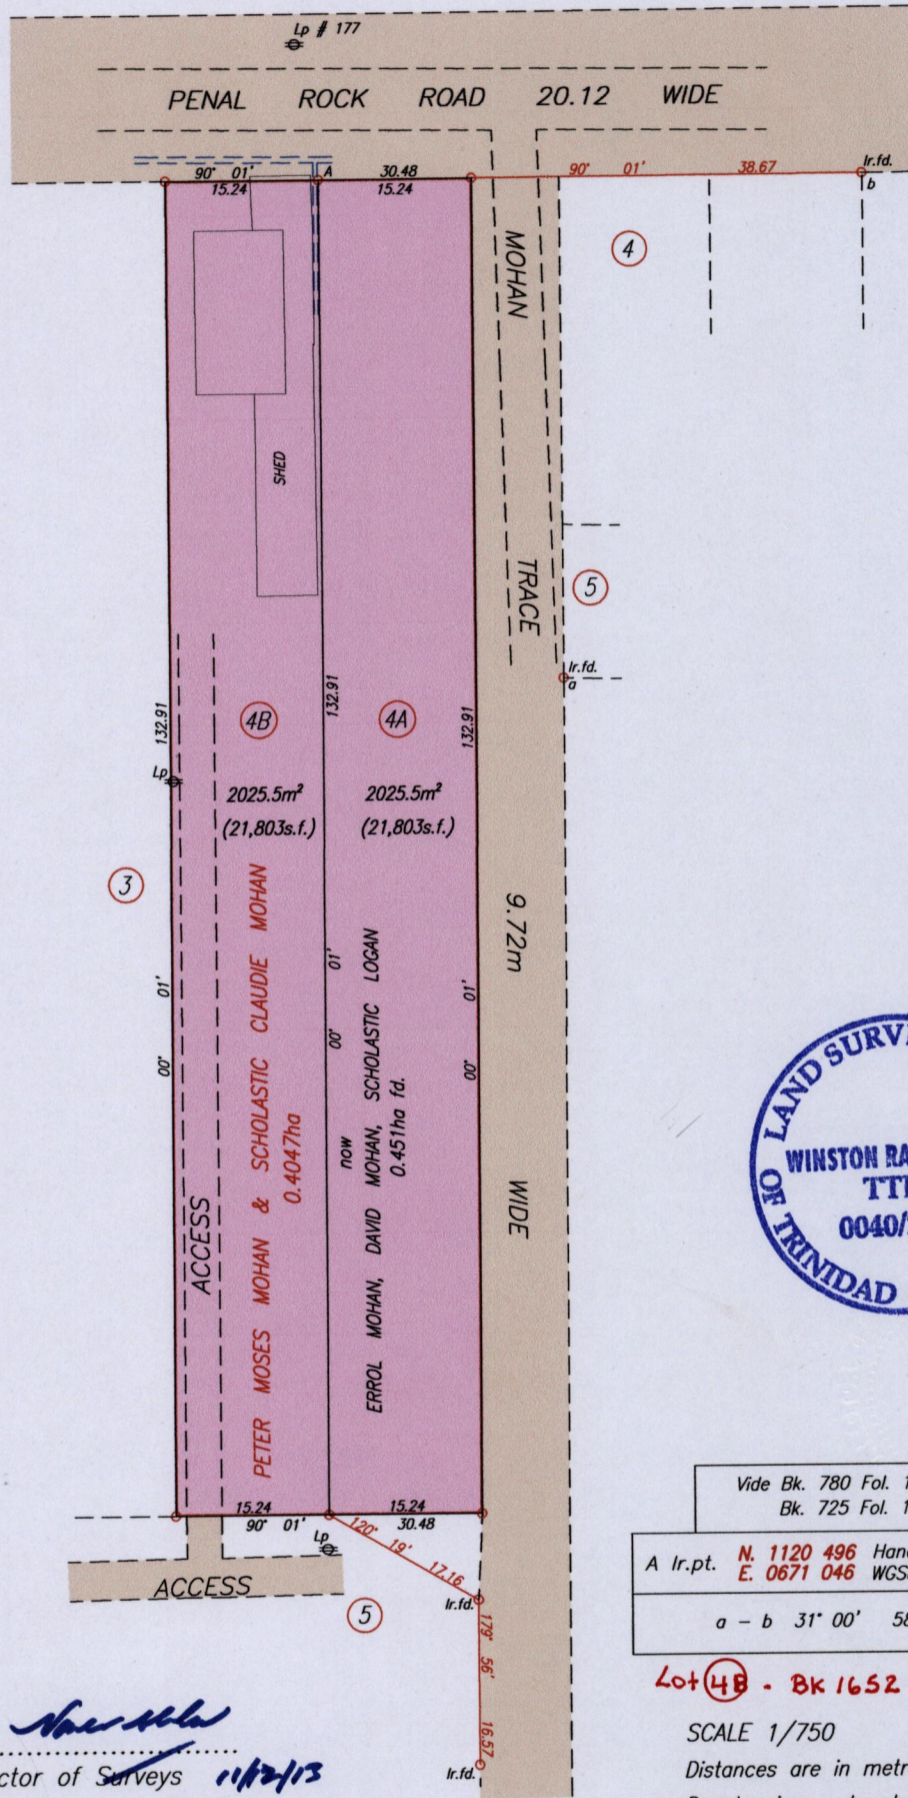 Lp # 177
PENAL ROCK ROAD 20.12 WIDE
90° 01' A 30.48
15.24 15.24
90° 01' 38.67
Ir.fd.
b
4
MOHAN TRACE 9.72m WIDE
SHED
5
Ir.fd.
a
132.91
132.91
132.91
4B
4A
Lp
2025.5m²
(21,803s.f.)
2025.5m²
(21,803s.f.)
3
00° 01'
00° 01'
00° 01'
PETER MOSES MOHAN & SCHOLASTIC CLAUDIE MOHAN
0.4047ha
now
ERROL MOHAN, DAVID MOHAN, SCHOLASTIC LOGAN
0.451ha fd.
ACCESS
LAND SURVE
WINSTON RA
0040/
OF TRINIDAD
15.24 15.24
90° 01' 30.48
Lp
120° 19' 17.16
Ir.fd.
ACCESS
5
179° 56' 16.57
Ir.fd.
Vide Bk. 780 Fol. 1
Bk. 725 Fol. 1
A Ir.pt. N. 1120 496 Hand
E. 0671 046 WGS
a - b 31° 00' 58
Lot 4B - BK 1652
SCALE 1/750
Distances are in metr
ctor of Surveys 11/12/13